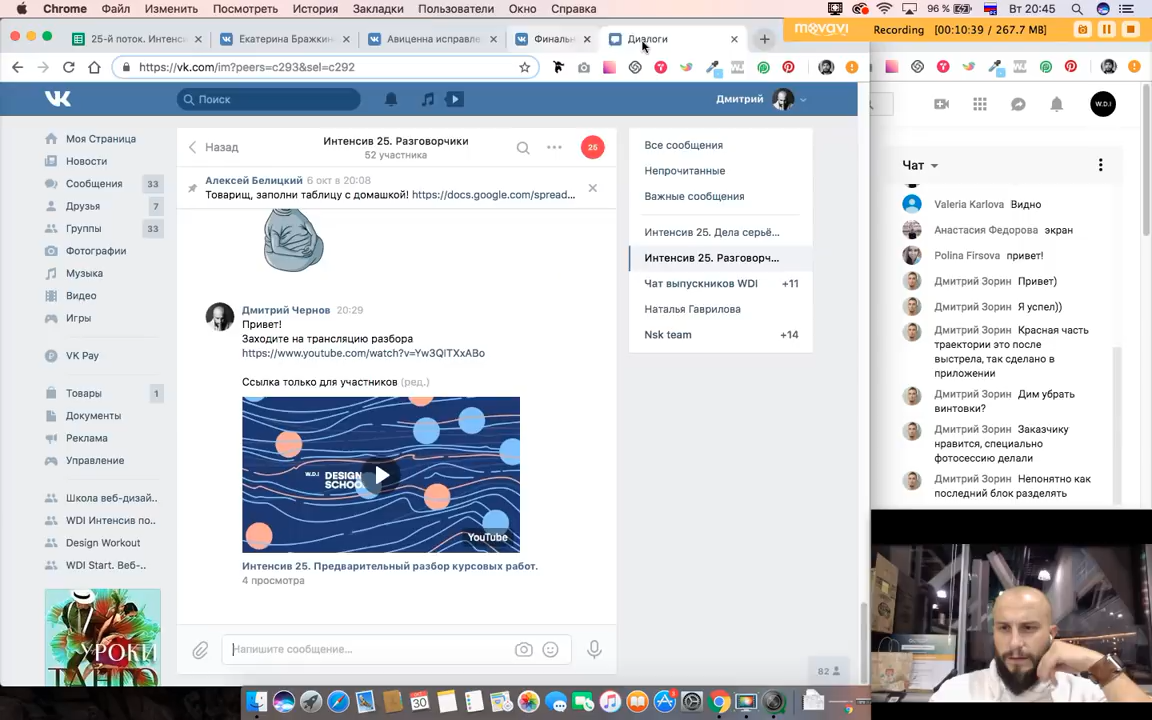 Chrome Файл Изменить Посмотреть История Закладки Пользователи Окно Справка 96 % Вт 20:45
25-й поток. Интенси
Екатерина Бражкин
Авиценна исправле
Финаль
Диалоги
movavi Recording (00:10:39 / 267.7 MB)
https://vk.com/im?peers=c293&sel=c292
Поиск
Дмитрий
W.D.I
Моя Страница
Новости
Сообщения 33
Друзья 7
Группы 33
Фотографии
Музыка
Видео
Игры
VK Pay
Товары 1
Документы
Реклама
Управление
Школа веб-дизай..
WDI Интенсив по..
Design Workout
WDI Start. Веб-..
УРОКИ
ТАНГО
Назад
Интенсив 25. Разговорчики
52 участника
25
Алексей Белицкий 6 окт в 20:08
Товарищ, заполни таблицу с домашкой! https://docs.google.com/spread...
Дмитрий Чернов 20:29
Привет!
Заходите на трансляцию разбора
https://www.youtube.com/watch?v=Yw3QITXxABo
Ссылка только для участников (ред.)
W.D.I DESIGN
SCHOOL
YouTube
Интенсив 25. Предварительный разбор курсовых работ.
4 просмотра
Напишите сообщение...
Все сообщения
Непрочитанные
Важные сообщения
Интенсив 25. Дела серьё...
Интенсив 25. Разговорч...
Чат выпускников WDI +11
Наталья Гаврилова
Nsk team +14
82
Чат
Valeria Karlova Видно
Анастасия Федорова экран
Polina Firsova привет!
Дмитрий Зорин Привет)
Дмитрий Зорин Я успел))
Дмитрий Зорин Красная часть
траектории это после
выстрела, так сделано в
приложении
Дмитрий Зорин Дим убрать
винтовки?
Дмитрий Зорин Заказчику
нравится, специально
фотосессию делали
Дмитрий Зорин Непонятно как
последний блок разделять
30